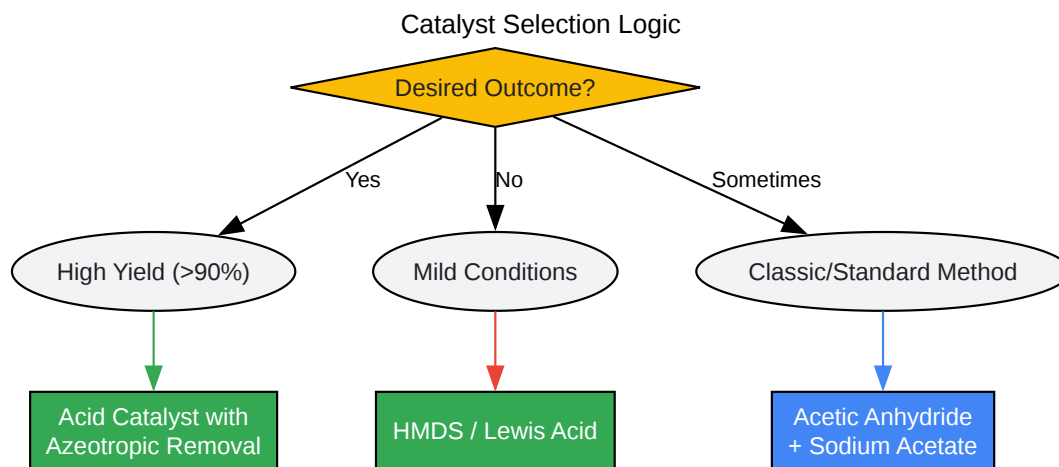 Catalyst Selection Logic
Desired Outcome?
Yes
No
Sometimes
High Yield (>90%)
Mild Conditions
Classic/Standard Method
Acid Catalyst with
Azeotropic Removal
HMDS / Lewis Acid
Acetic Anhydride
+ Sodium Acetate